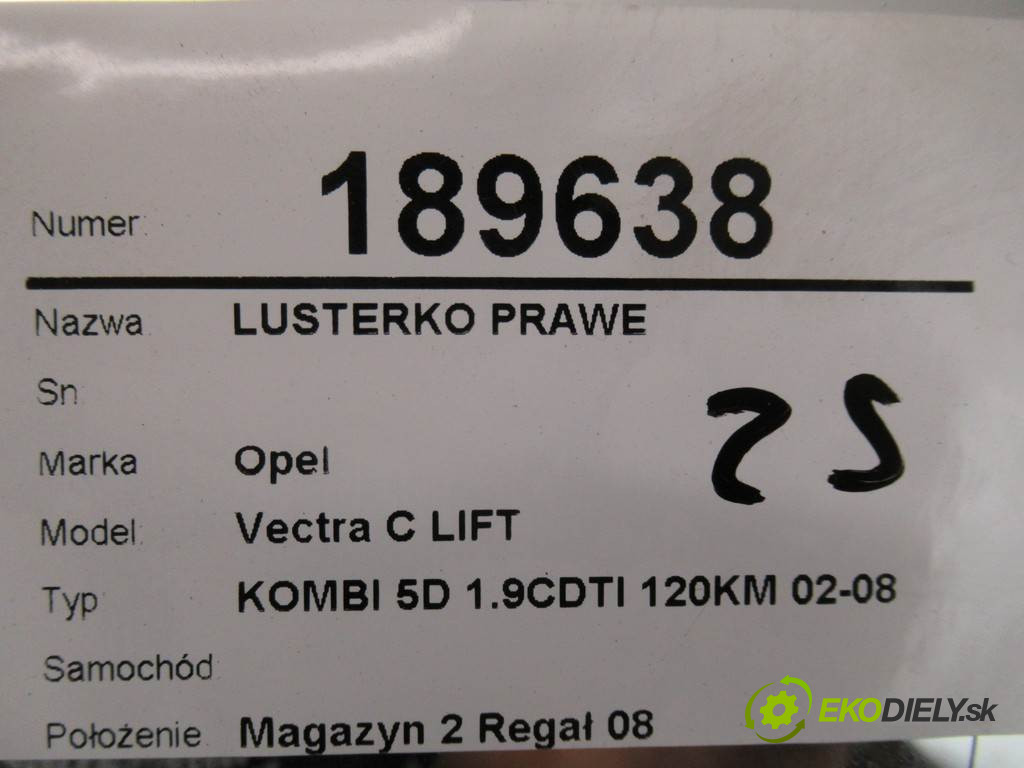 Numer: 189638
Nazwa: LUSTERKO PRAWE
Sn:
Marka: Opel
Model: Vectra C LIFT
Typ: KOMBI 5D 1.9CDTI 120KM 02-08
Samochód:
Położenie: Magazyn 2 Regał 08
EKODIELY.sk